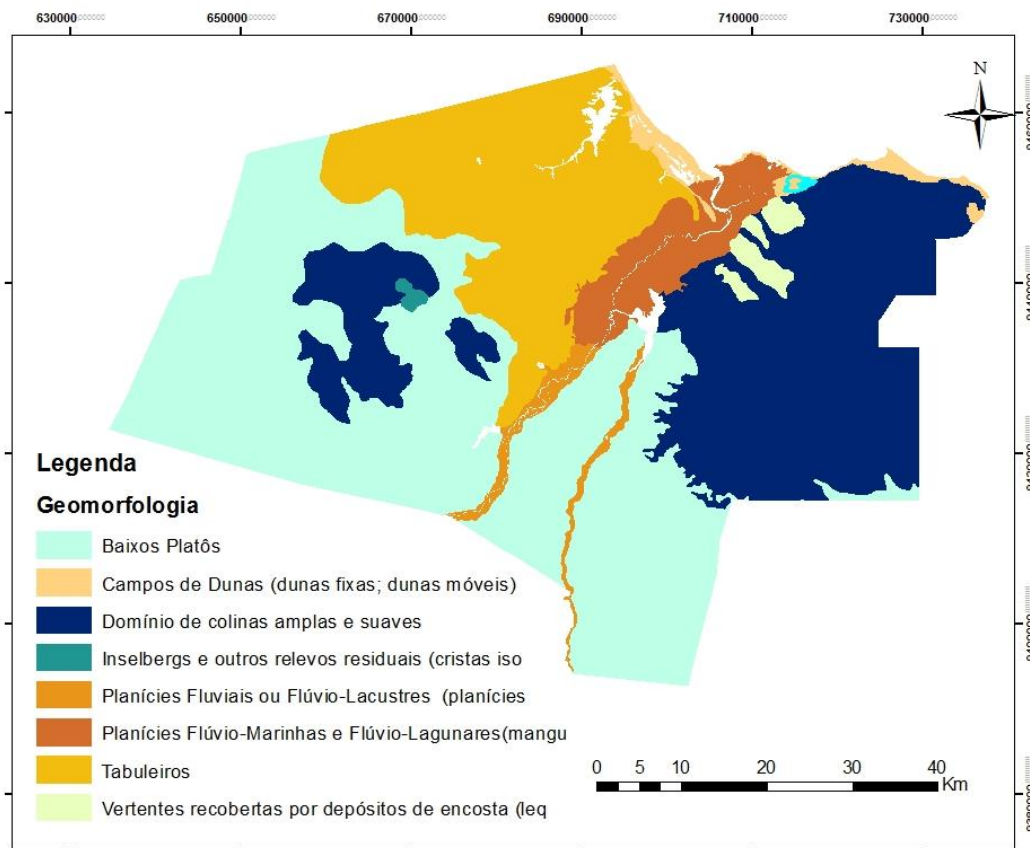 630000 650000 670000 690000 710000 730000
N
Legenda
Geomorfologia
Baixos Platôs
Campos de Dunas (dunas fixas; dunas móveis)
Domínio de colinas amplas e suaves
Inselbergs e outros relevos residuais (cristas iso
Planícies Fluviais ou Flúvio-Lacustres (planícies
Planícies Flúvio-Marinhas e Flúvio-Lagunares(mangu
Tabuleiros
Vertentes recobertas por depósitos de encosta (leq
0 5 10 20 30 40
Km